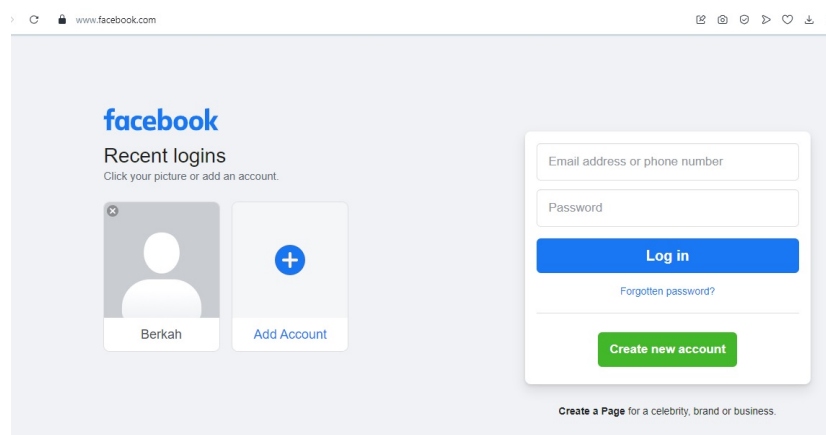 www.facebook.com
facebook
Recent logins
Click your picture or add an account.
Berkah
Add Account
Email address or phone number
Password
Log in
Forgotten password?
Create new account
Create a Page for a celebrity, brand or business.